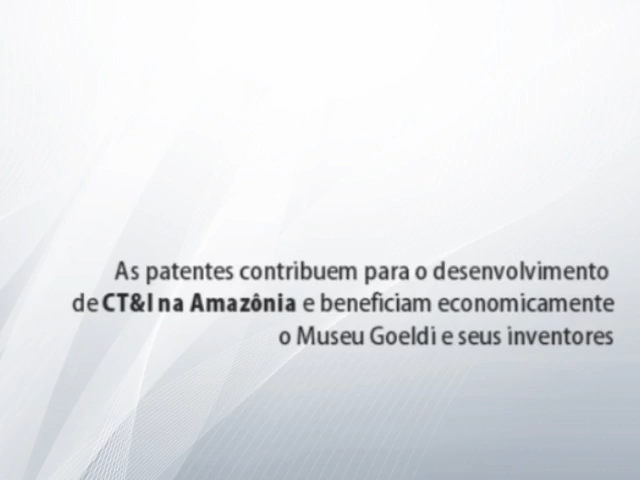 As patentes contribuem para o desenvolvimento
de CT&I na Amazônia e beneficiam economicamente
o Museu Goeldi e seus inventores